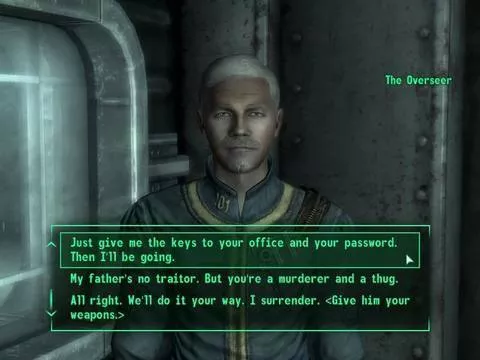 The Overseer
101
Just give me the keys to your office and your password.
Then I'll be going.
My father's no traitor. But you're a murderer and a thug.
All right. We'll do it your way. I surrender. <Give him your
weapons.>